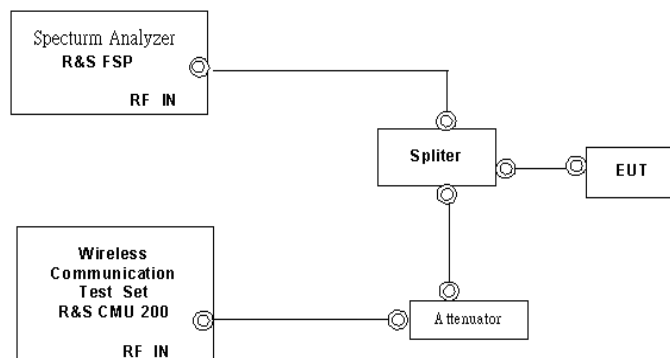 Specturm Analyzer
R&S FSP
RF IN
Spliter
EUT
Wireless
Communication
Test Set
R&S CMU 200
RF IN
Attenuator